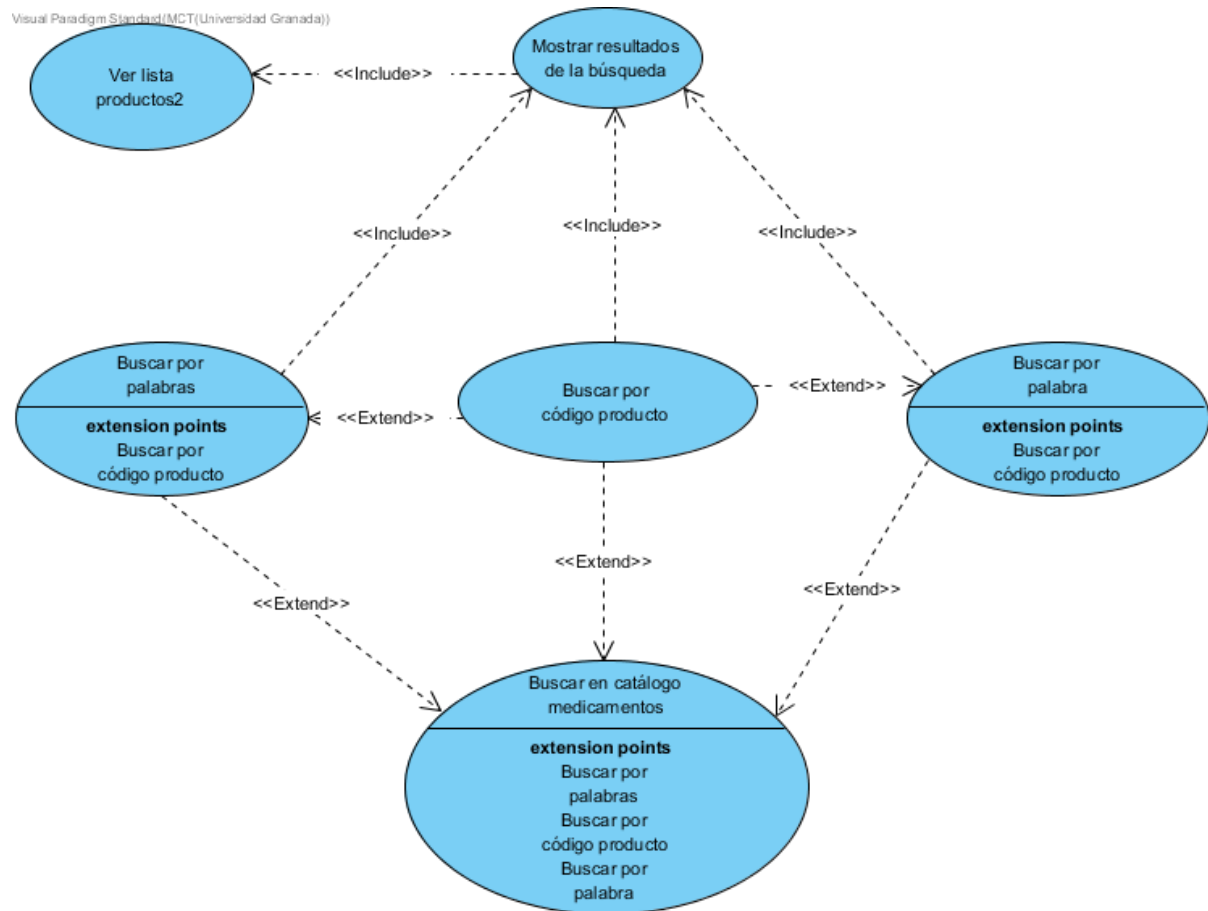 Visual Paradigm Standard(MCT(Universidad Granada))
Mostrar resultados
de la búsqueda
Ver lista
productos2
<<Include>>
<<Include>>
<<Include>>
<<Include>>
Buscar por
palabras
extension points
Buscar por
código producto
<<Extend>>
Buscar por
código producto
<<Extend>>
Buscar por
palabra
extension points
Buscar por
código producto
<<Extend>>
<<Extend>>
<<Extend>>
Buscar en catálogo
medicamentos
extension points
Buscar por
palabras
Buscar por
código producto
Buscar por
palabra